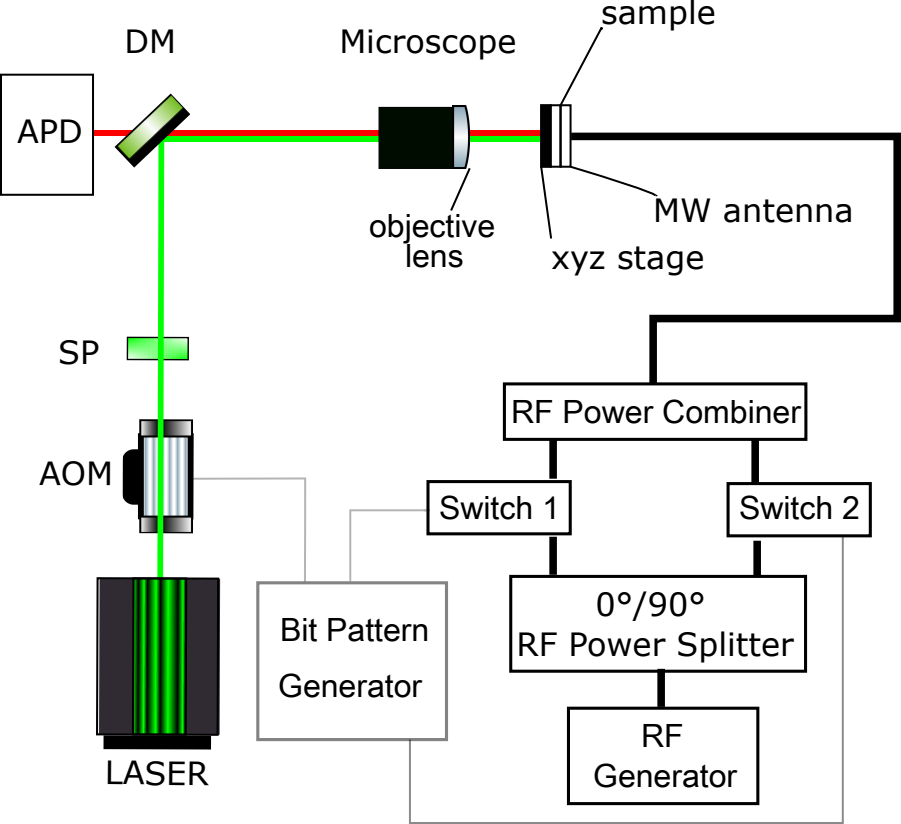 sample
DM
Microscope
APD
MW antenna
objective
lens
xyz stage
SP
RF Power Combiner
AOM
Switch 1
Switch 2
0°/90°
RF Power Splitter
Bit Pattern
Generator
RF
Generator
LASER